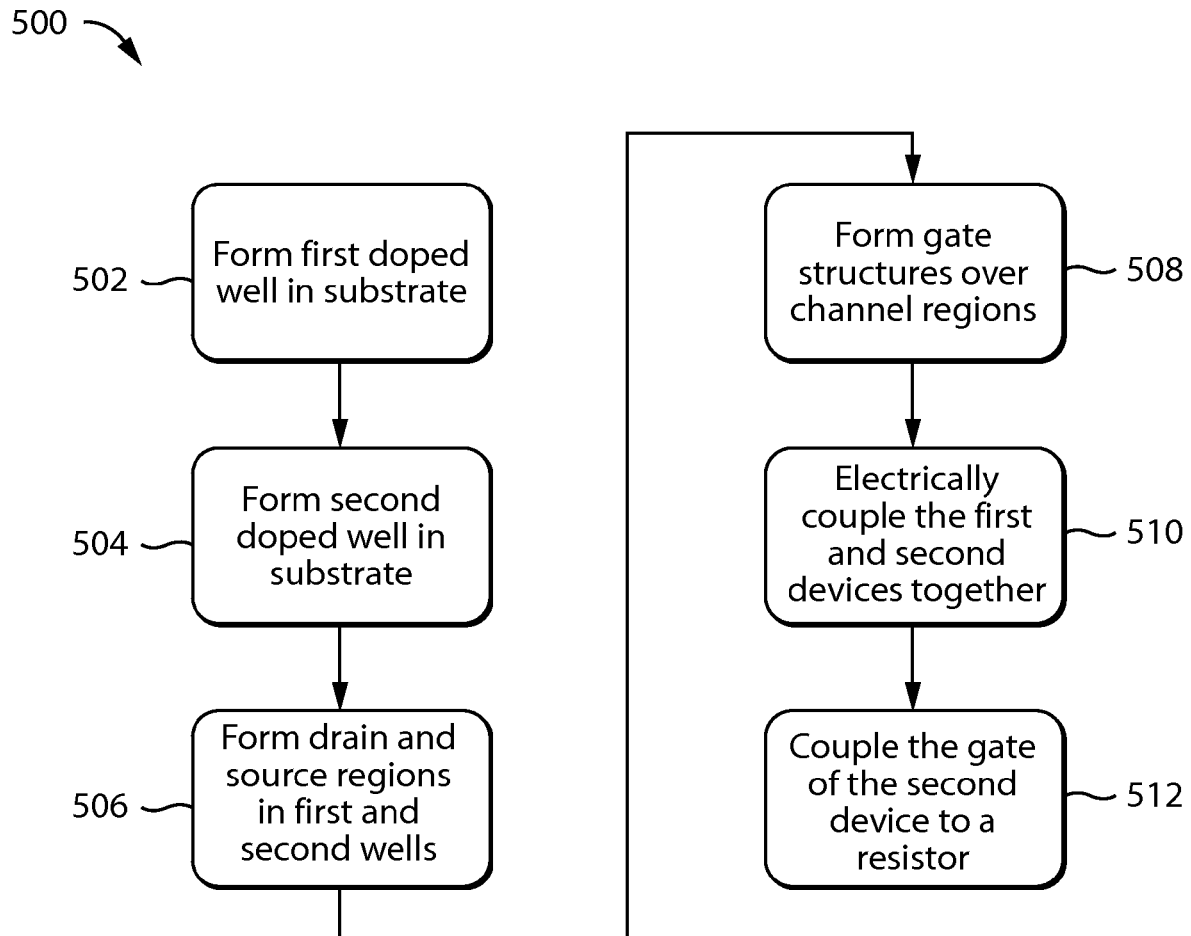 500
502
Form first doped
well in substrate
504
Form second
doped well in
substrate
506
Form drain and
source regions
in first and
second wells
Form gate
structures over
channel regions
508
Electrically
couple the first
and second
devices together
510
Couple the gate
of the second
device to a
resistor
512